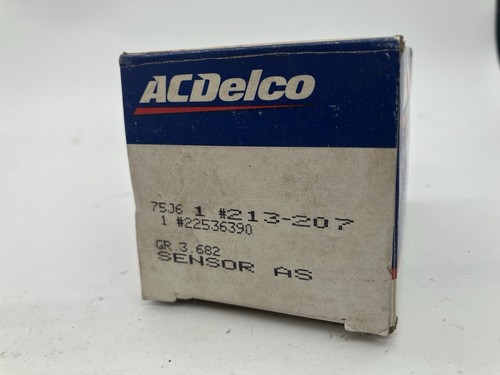 ACDelco
75J6 1 #213-207
1 #22536390
GR.3.682
SENSOR AS